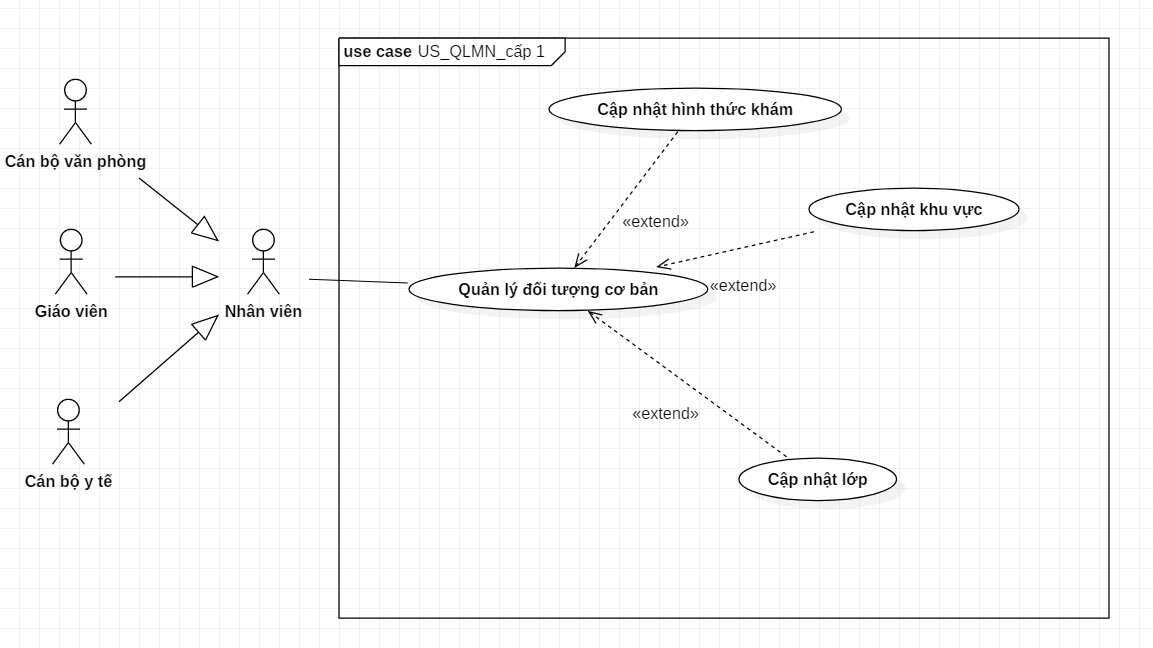 use case US_QLMN_cấp 1
Cán bộ văn phòng
Giáo viên
Nhân viên
Cán bộ y tế
Cập nhật hình thức khám
«extend»
Cập nhật khu vực
«extend»
Quản lý đối tượng cơ bản
«extend»
Cập nhật lớp